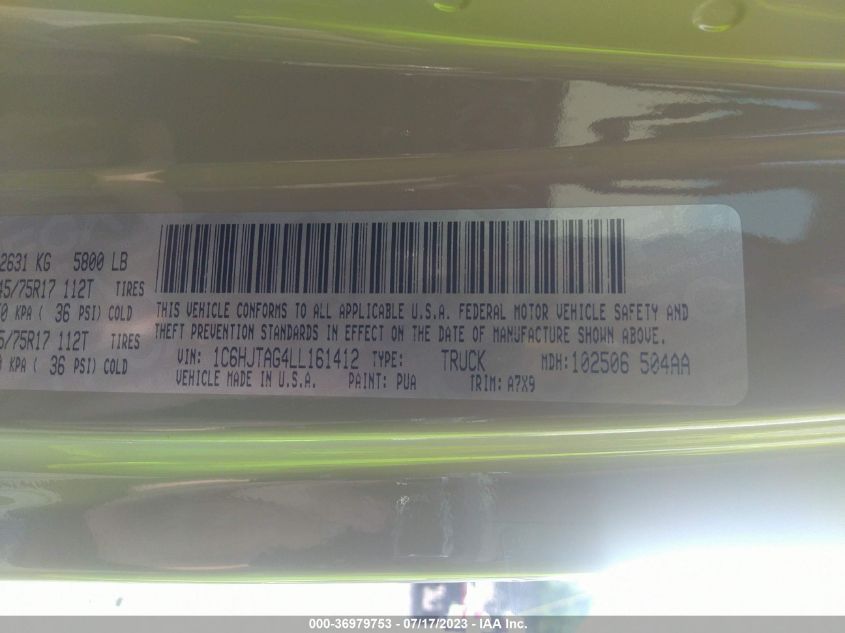 2631 KG 5800 LB
45/75R17 112T TIRES
0 KPA ( 36 PSI) COLD
5/75R17 112T TIRES
0 KPA ( 36 PSI) COLD
THIS VEHICLE CONFORMS TO ALL APPLICABLE U.S.A. FEDERAL MOTOR VEHICLE SAFETY AND
THEFT PREVENTION STANDARDS IN EFFECT ON THE DATE OF MANUFACTURE SHOWN ABOVE.
VIN: 1C6HJTAG4LL161412 TYPE: TRUCK MDH:102506 504AA
VEHICLE MADE IN U.S.A. PAINT: PUA TRIM: A7X9
000-36979753 - 07/17/2023 - IAA Inc.